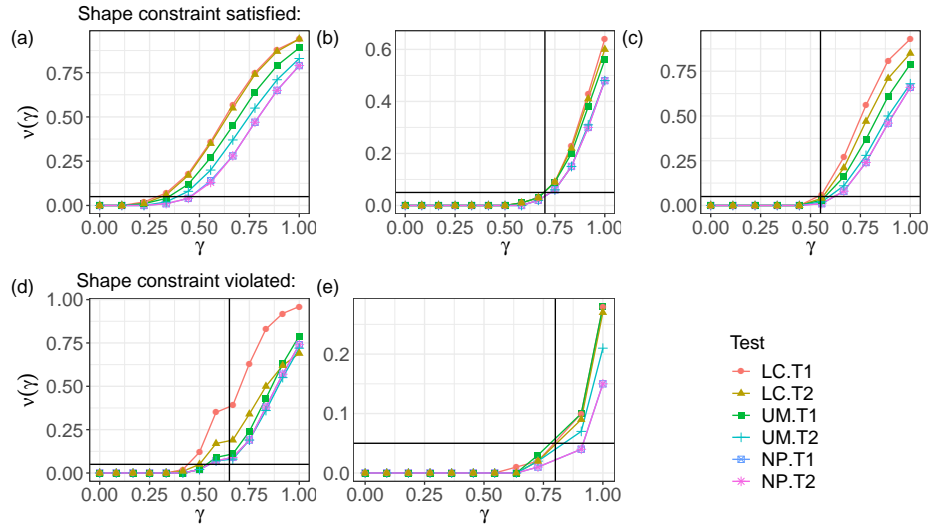 Shape constraint satisfied:
(a)
(b)
(c)
ν(γ)
0.75
0.50
0.25
0.00
0.6
0.4
0.2
0.0
0.75
0.50
0.25
0.00
0.00 0.25 0.50 0.75 1.00
0.00 0.25 0.50 0.75 1.00
0.00 0.25 0.50 0.75 1.00
γ
γ
γ
Shape constraint violated:
(d)
(e)
ν(γ)
1.00
0.75
0.50
0.25
0.00
0.2
0.1
0.0
0.00 0.25 0.50 0.75 1.00
0.00 0.25 0.50 0.75 1.00
γ
γ
Test
LC.T1
LC.T2
UM.T1
UM.T2
NP.T1
NP.T2